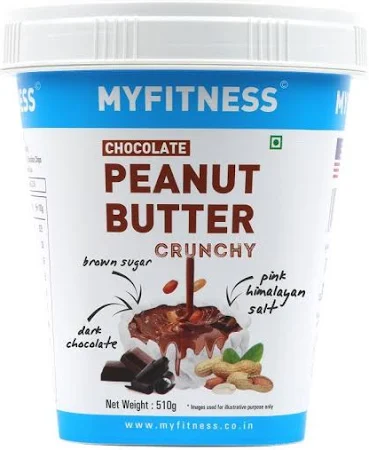 MYFITNESS©
CHOCOLATE
PEANUT
BUTTER
CRUNCHY
brown sugar
pink
himalayan
salt
dark
chocolate
Net Weight : 510g
* Images used for illustrative purpose only
www.myfitness.co.in